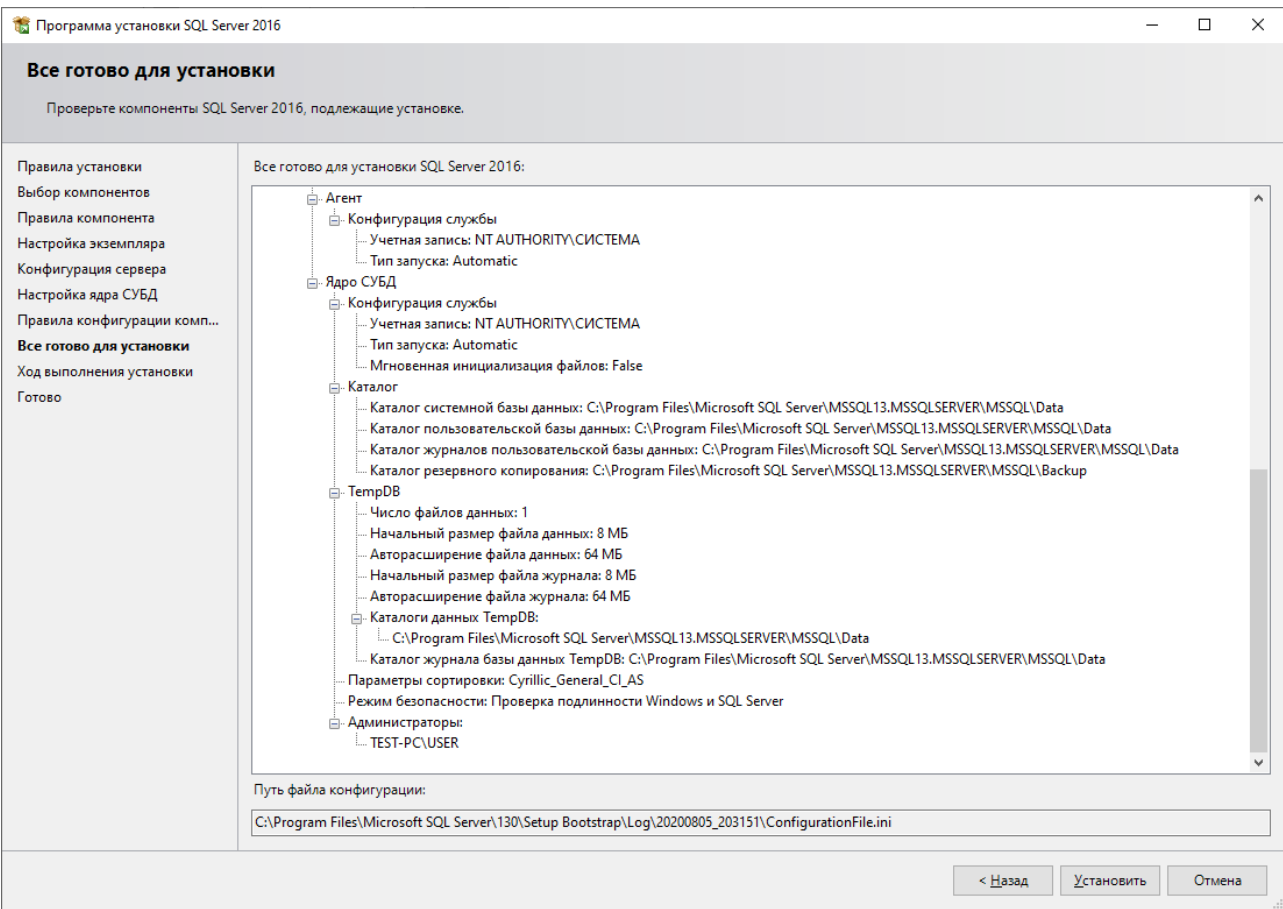 Программа установки SQL Server 2016
Все готово для установки
Проверьте компоненты SQL Server 2016, подлежащие установке.
Правила установки
Выбор компонентов
Правила компонента
Настройка экземпляра
Конфигурация сервера
Настройка ядра СУБД
Правила конфигурации комп...
Все готово для установки
Ход выполнения установки
Готово
Все готово для установки SQL Server 2016:
Агент
Конфигурация службы
Учетная запись: NT AUTHORITY\СИСТЕМА
Тип запуска: Automatic
Ядро СУБД
Конфигурация службы
Учетная запись: NT AUTHORITY\СИСТЕМА
Тип запуска: Automatic
Мгновенная инициализация файлов: False
Каталог
Каталог системной базы данных: C:\Program Files\Microsoft SQL Server\MSSQL13.MSSQLSERVER\MSSQL\Data
Каталог пользовательской базы данных: C:\Program Files\Microsoft SQL Server\MSSQL13.MSSQLSERVER\MSSQL\Data
Каталог журналов пользовательской базы данных: C:\Program Files\Microsoft SQL Server\MSSQL13.MSSQLSERVER\MSSQL\Data
Каталог резервного копирования: C:\Program Files\Microsoft SQL Server\MSSQL13.MSSQLSERVER\MSSQL\Backup
TempDB
Число файлов данных: 1
Начальный размер файла данных: 8 МБ
Авторасширение файла данных: 64 МБ
Начальный размер файла журнала: 8 МБ
Авторасширение файла журнала: 64 МБ
Каталоги данных TempDB:
C:\Program Files\Microsoft SQL Server\MSSQL13.MSSQLSERVER\MSSQL\Data
Каталог журнала базы данных TempDB: C:\Program Files\Microsoft SQL Server\MSSQL13.MSSQLSERVER\MSSQL\Data
Параметры сортировки: Cyrillic_General_CI_AS
Режим безопасности: Проверка подлинности Windows и SQL Server
Администраторы:
TEST-PC\USER
Путь файла конфигурации:
C:\Program Files\Microsoft SQL Server\130\Setup Bootstrap\Log\20200805_203151\ConfigurationFile.ini
< Назад
Установить
Отмена